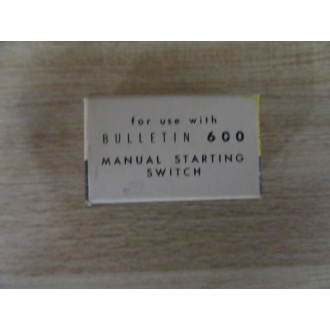 for use with
BULLETIN 600
MANUAL STARTING
SWITCH